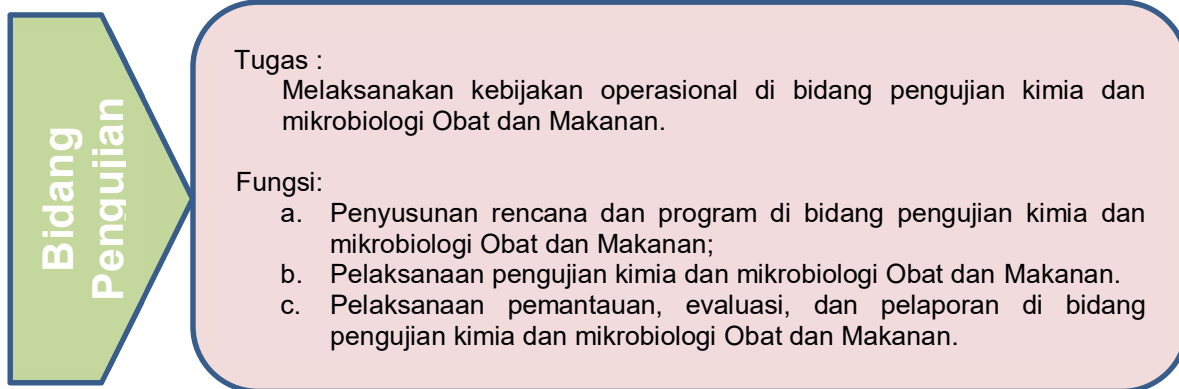 Bidang
Pengujian
Tugas :
Melaksanakan kebijakan operasional di bidang pengujian kimia dan
mikrobiologi Obat dan Makanan.
Fungsi:
a. Penyusunan rencana dan program di bidang pengujian kimia dan
mikrobiologi Obat dan Makanan;
b. Pelaksanaan pengujian kimia dan mikrobiologi Obat dan Makanan.
c. Pelaksanaan pemantauan, evaluasi, dan pelaporan di bidang
pengujian kimia dan mikrobiologi Obat dan Makanan.